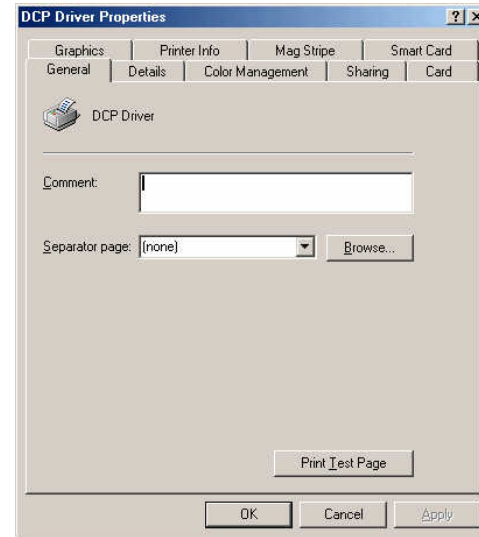 DCP Driver Properties
Graphics Printer Info Mag Stripe Smart Card
General Details Color Management Sharing Card
DCP Driver
Comment:
Separator page: (none) Browse...
Print Test Page
OK Cancel Apply